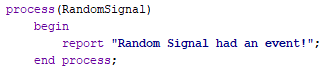 process(RandomSignal)
begin
report "Random Signal had an event!";
end process;